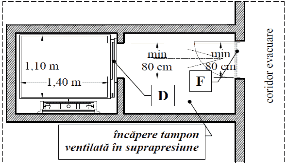 min
80 cm
min
80 cm
1,10 m
1,40 m
D
F
coridor evacuare
încăpere tampon
ventilată în suprapresiune